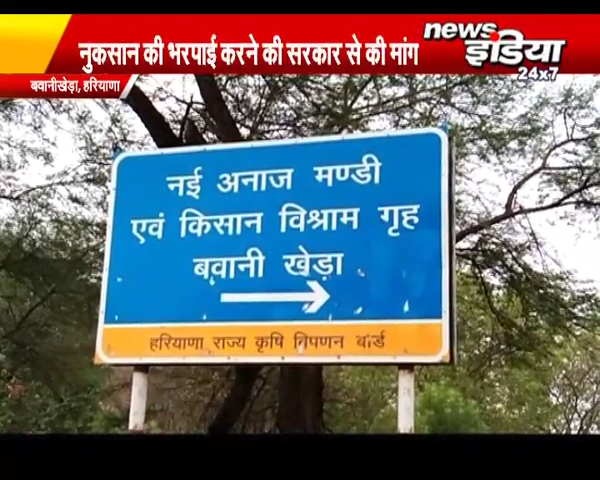 नुकसान की भरपाई करने की सरकार से की मांग
news
इंडिया
24x7
बवानीखेड़ा, हरियाणा
नई अनाज मण्डी
एवं किसान विश्राम गृह
बवानी खेड़ा
हरियाणा राज्य कृषि विपणन बोर्ड